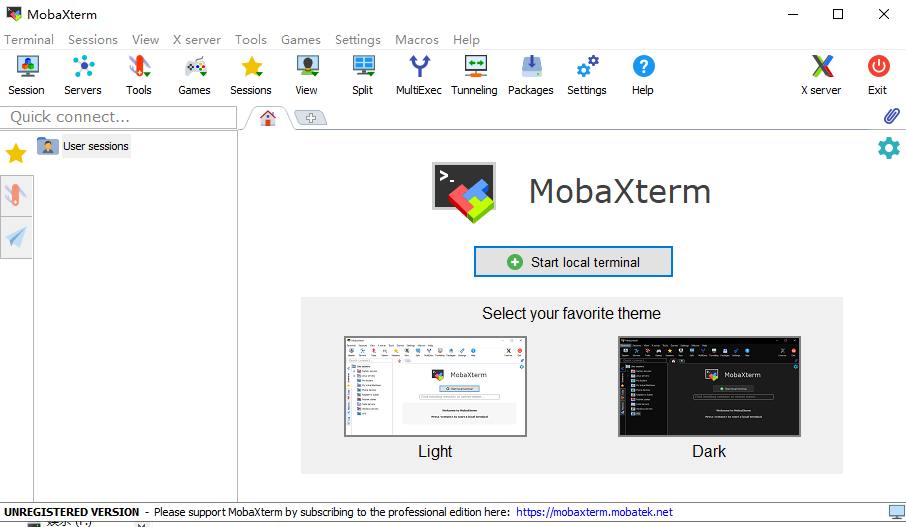 MobaXterm
Terminal Sessions View X server Tools Games Settings Macros Help
Session Servers Tools Games Sessions View Split MultiExec Tunneling Packages Settings Help X server Exit
Quick connect...
User sessions
>_
MobaXterm
Start local terminal
Select your favorite theme
MobaXterm
MobaXterm
Light Dark
UNREGISTERED VERSION - Please support MobaXterm by subscribing to the professional edition here: https://mobaxterm.mobatek.net